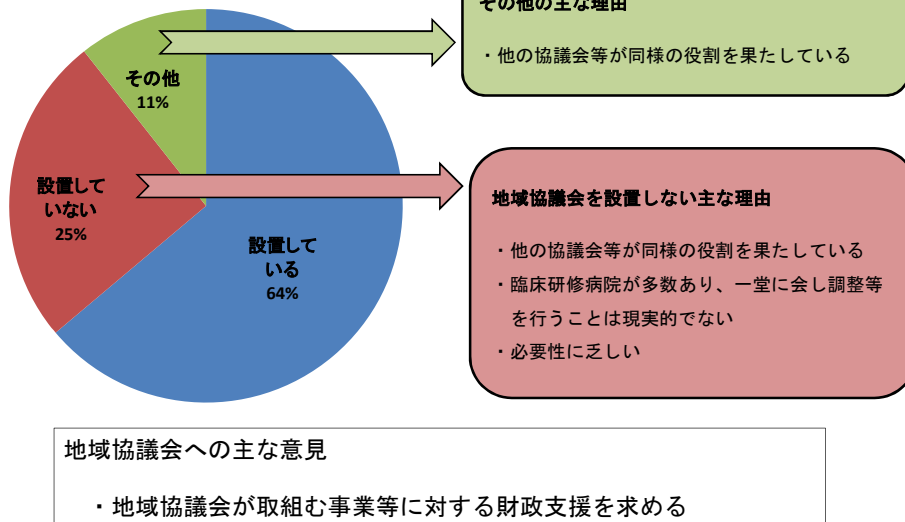 その他の主な理由
・他の協議会等が同様の役割を果たしている
その他
11%
設置して
いない
25%
設置して
いる
64%
地域協議会を設置しない主な理由
・他の協議会等が同様の役割を果たしている
・臨床研修病院が多数あり、一堂に会し調整等
を行うことは現実的でない
・必要性に乏しい
地域協議会への主な意見
・地域協議会が取組む事業等に対する財政支援を求める